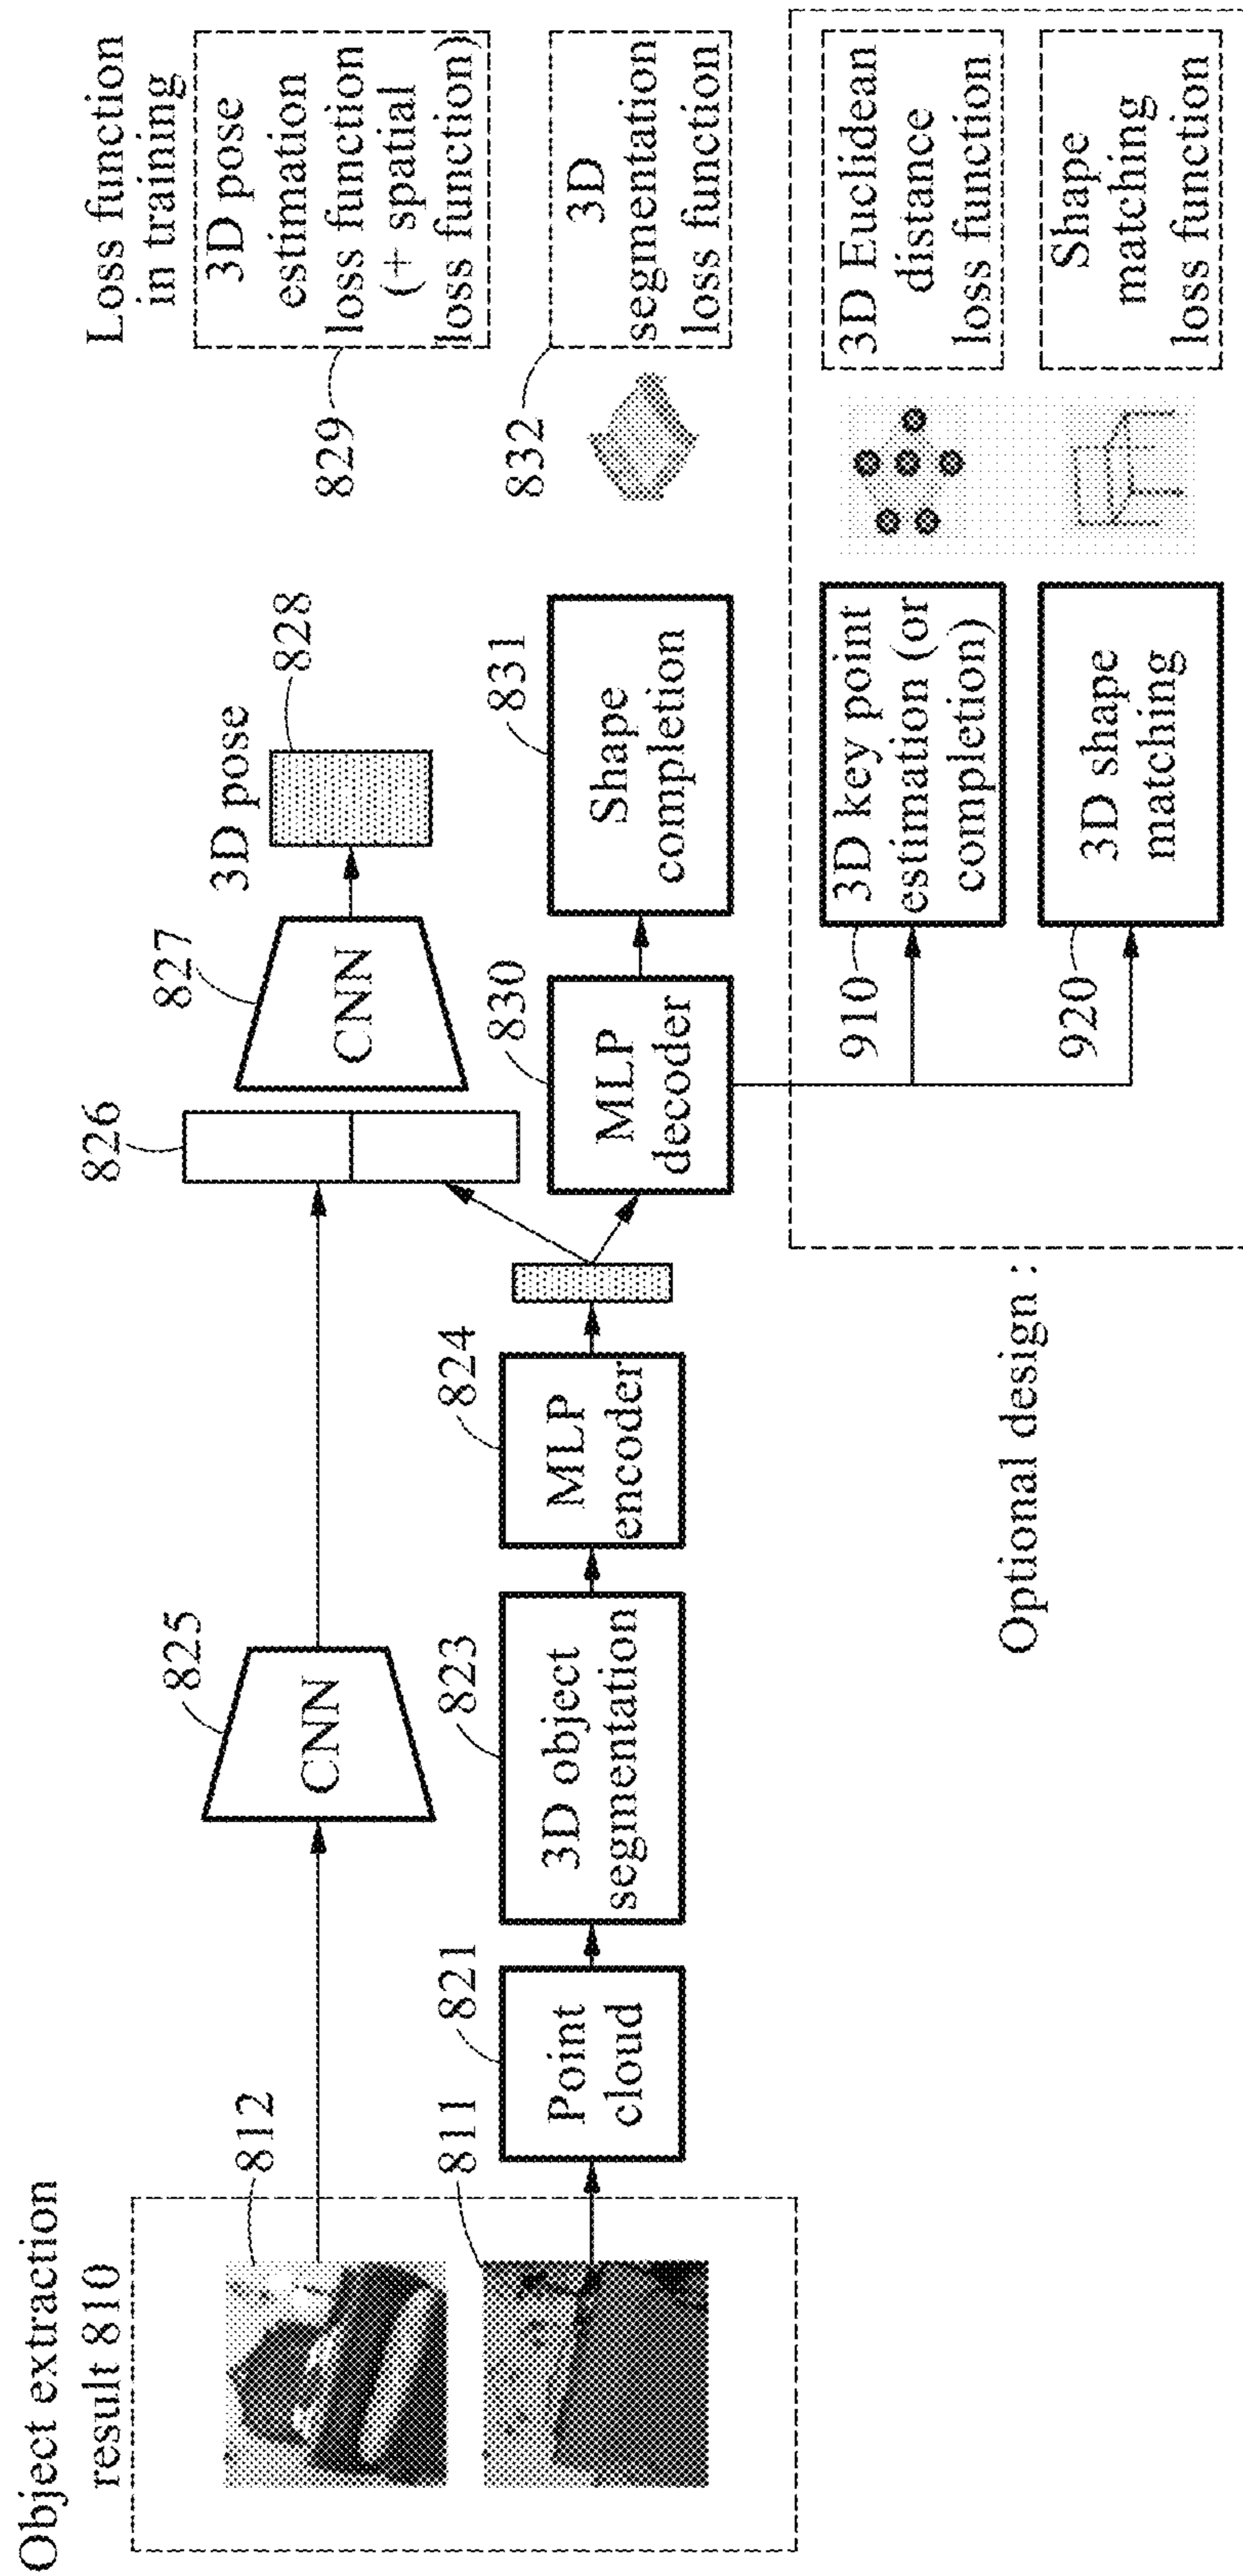 Object extraction
result 810
812
811
821
Point
cloud
825
CNN
823
3D object
segmentation
824
MLP
encoder
826
827
CNN
3D pose
828
830
MLP
decoder
831
Shape
completion
Loss function
in training
829
3D pose
estimation
loss function
(+ spatial
loss function)
832
3D
segmentation
loss function
Optional design :
910
3D key point
estimation (or
completion)
3D Euclidean
distance
loss function
920
3D shape
matching
Shape
matching
loss function